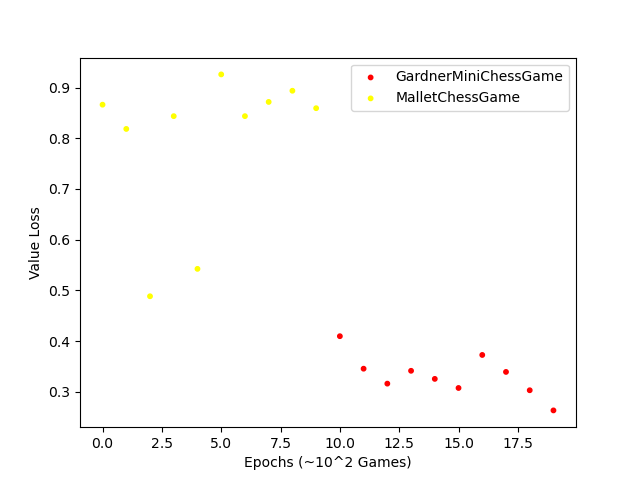 GardnerMiniChessGame
MalletChessGame
Value Loss
0.9
0.8
0.7
0.6
0.5
0.4
0.3
0.0 2.5 5.0 7.5 10.0 12.5 15.0 17.5
Epochs (~10^2 Games)